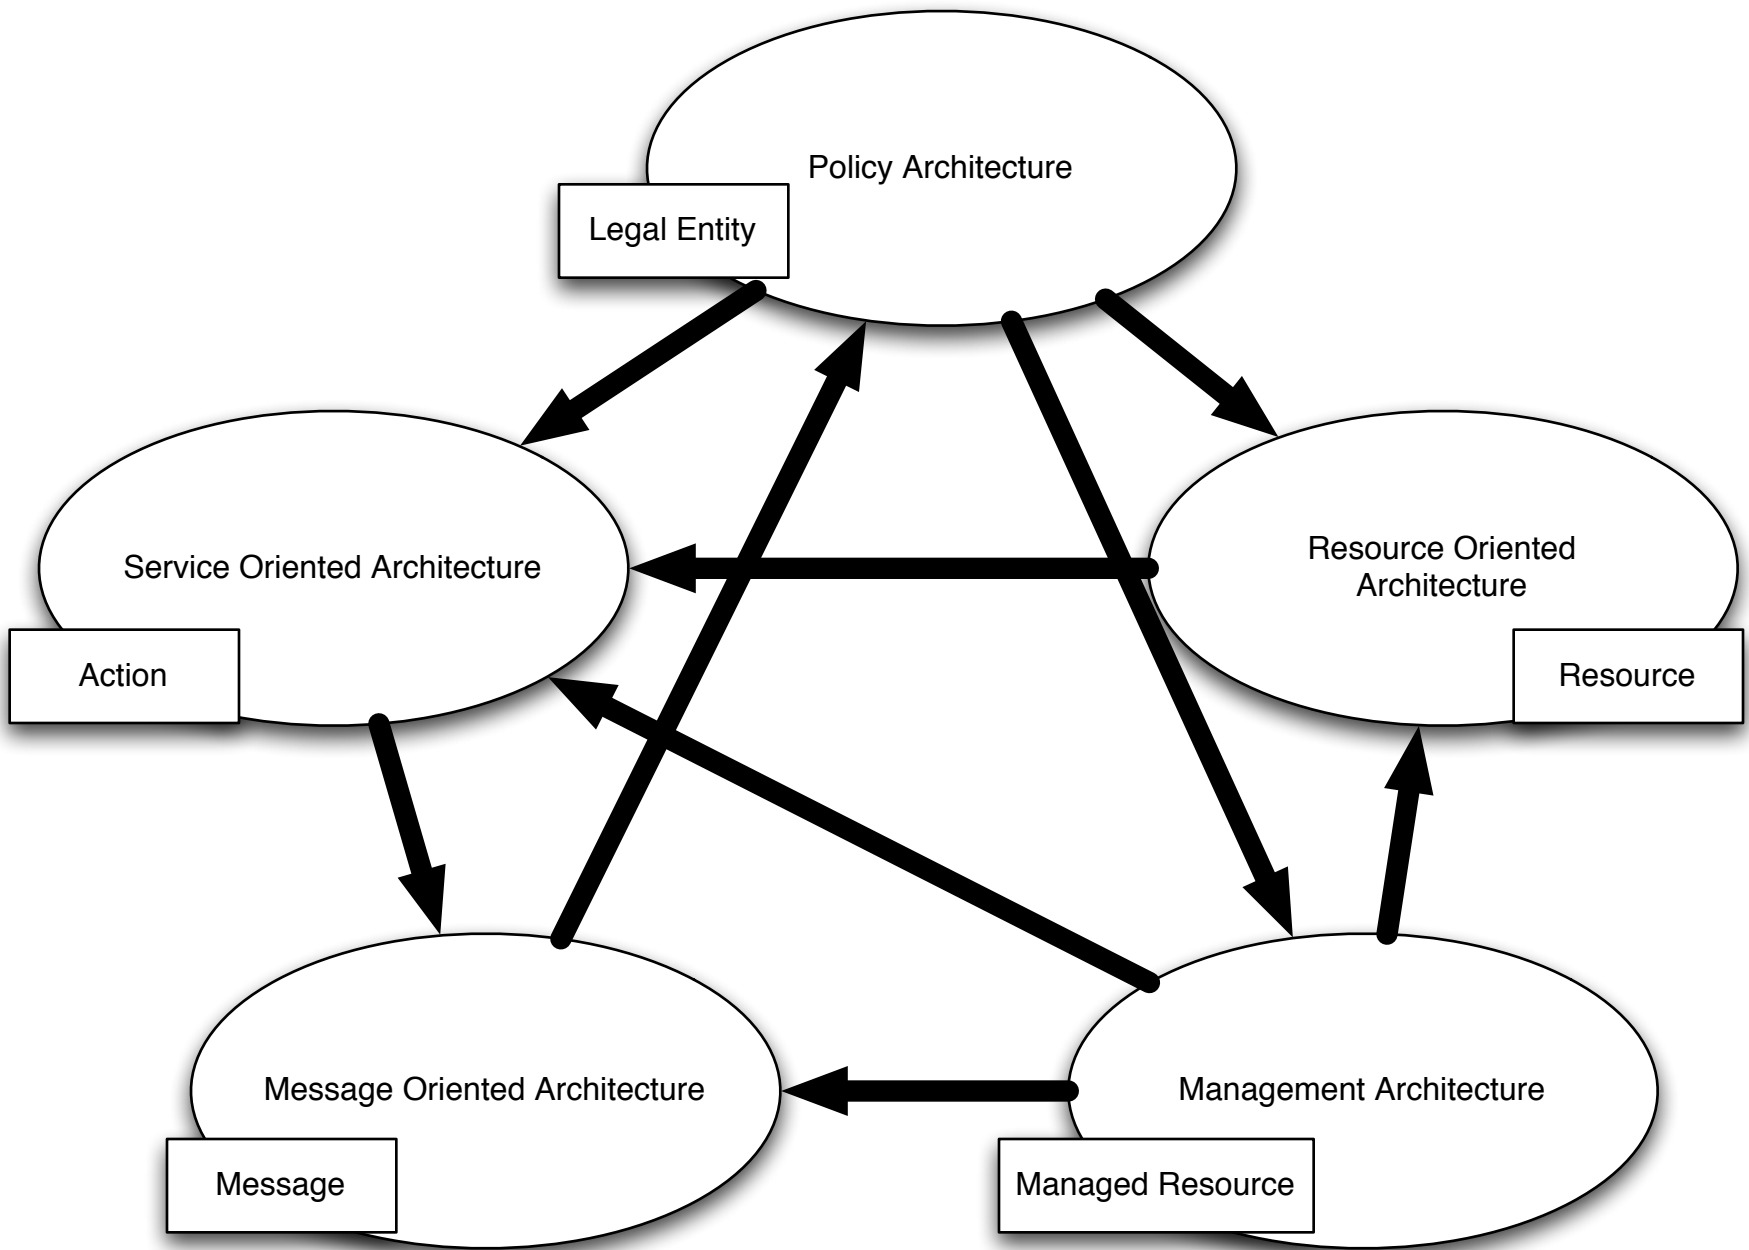 Policy Architecture
Legal Entity
Service Oriented Architecture
Action
Resource Oriented
Architecture
Resource
Message Oriented Architecture
Message
Management Architecture
Managed Resource